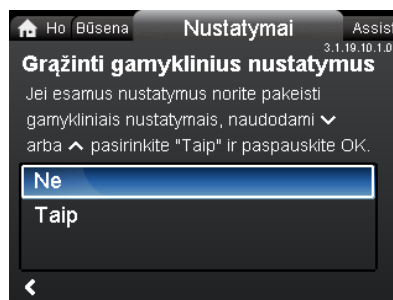 Ho Būsena Nustatymai Assist
3.1.19.10.1.0
Grąžinti gamyklinius nustatymus
Jei esamus nustatymus norite pakeisti
gamykliniais nustatymais, naudodami
arba pasirinkite "Taip" ir paspauskite OK.
Ne
Taip